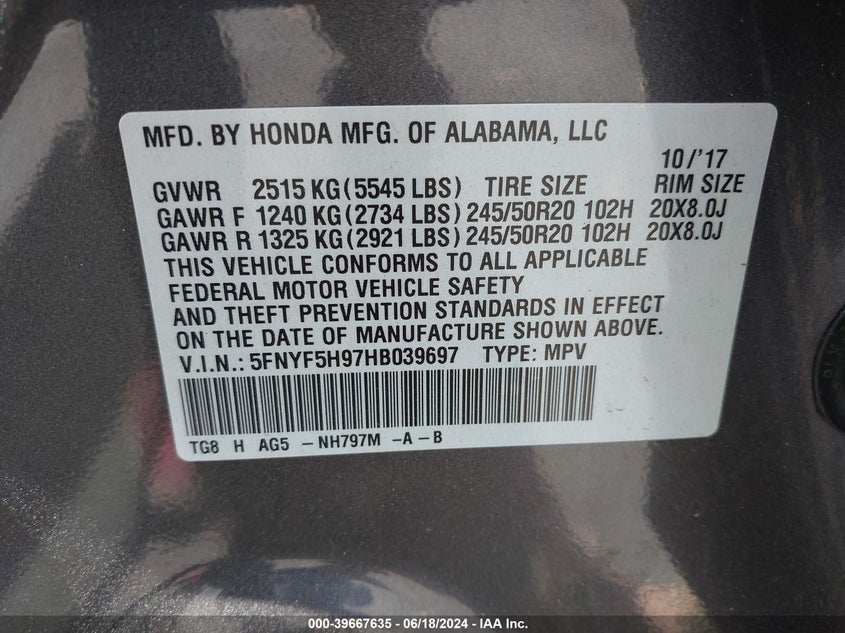 MFD. BY HONDA MFG. OF ALABAMA, LLC
10/'17
GVWR 2515 KG (5545 LBS) TIRE SIZE RIM SIZE
GAWR F 1240 KG (2734 LBS) 245/50R20 102H 20X8.0J
GAWR R 1325 KG (2921 LBS) 245/50R20 102H 20X8.0J
THIS VEHICLE CONFORMS TO ALL APPLICABLE
FEDERAL MOTOR VEHICLE SAFETY
AND THEFT PREVENTION STANDARDS IN EFFECT
ON THE DATE OF MANUFACTURE SHOWN ABOVE.
V.I.N.: 5FNYF5H97HB039697 TYPE: MPV
TG8 H AG5 -NH797M -A-B
000-39667635 - 06/18/2024 - IAA Inc.